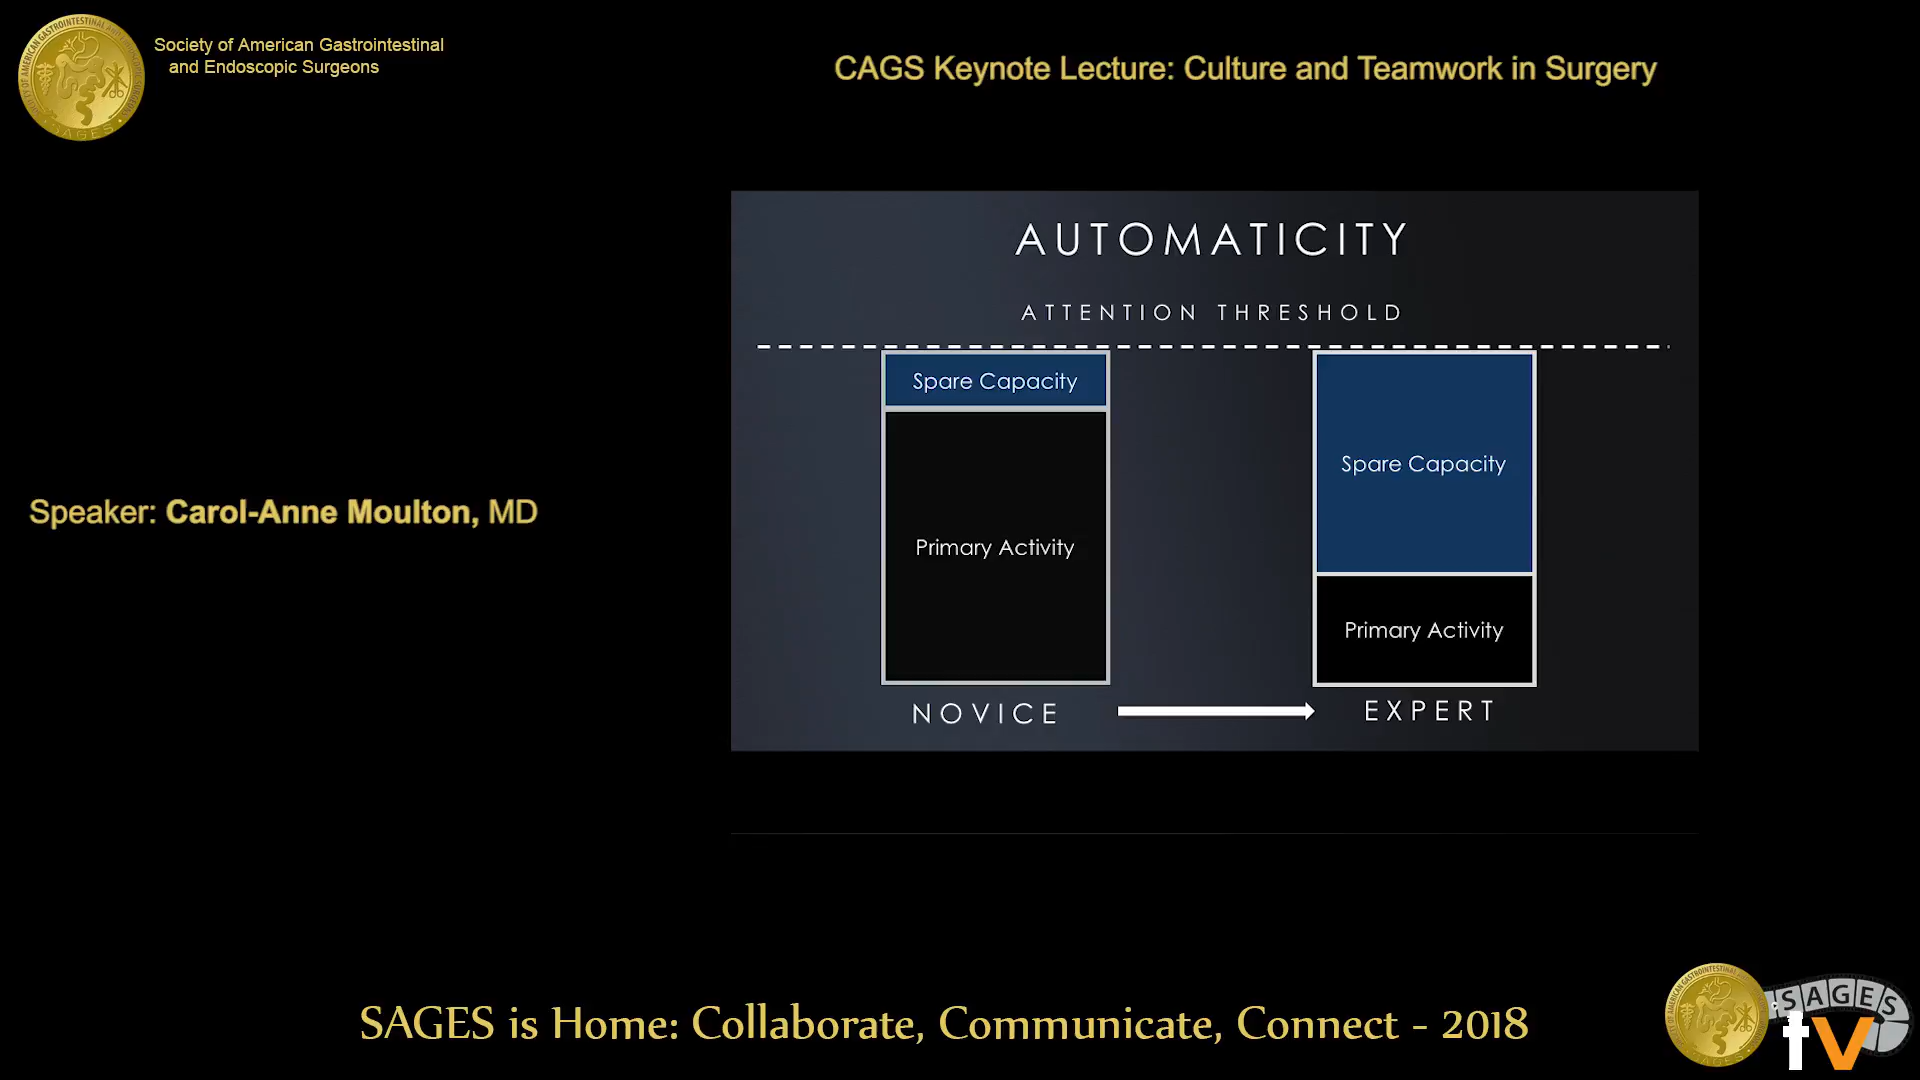 Society of American Gastrointestinal
and Endoscopic Surgeons
CAGS Keynote Lecture: Culture and Teamwork in Surgery
AUTOMATICITY
ATTENTION THRESHOLD
Spare Capacity
Primary Activity
Spare Capacity
Primary Activity
NOVICE
EXPERT
Speaker: Carol-Anne Moulton, MD
SAGES is Home: Collaborate, Communicate, Connect - 2018
SAGES
SAGES
tv